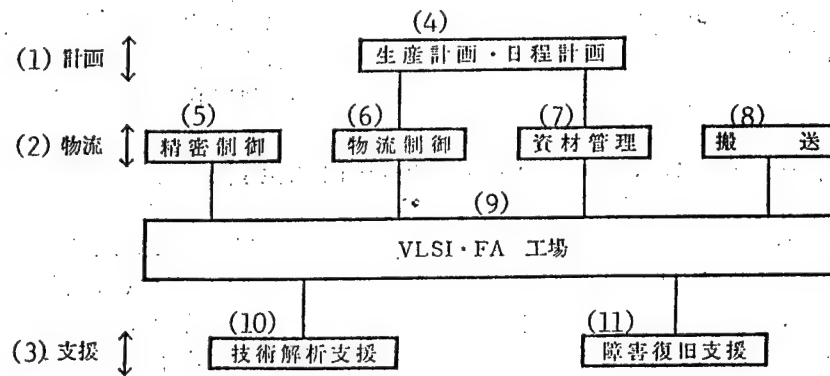 (4)
(1) 計画
生産計画・日程計画
(5)
(6)
(7)
(8)
(2) 物流
精密制御
物流制御
資材管理
搬 送
(9)
VLSI・FA 工場
(10)
(11)
(3) 支援
技術解析支援
障害復旧支援